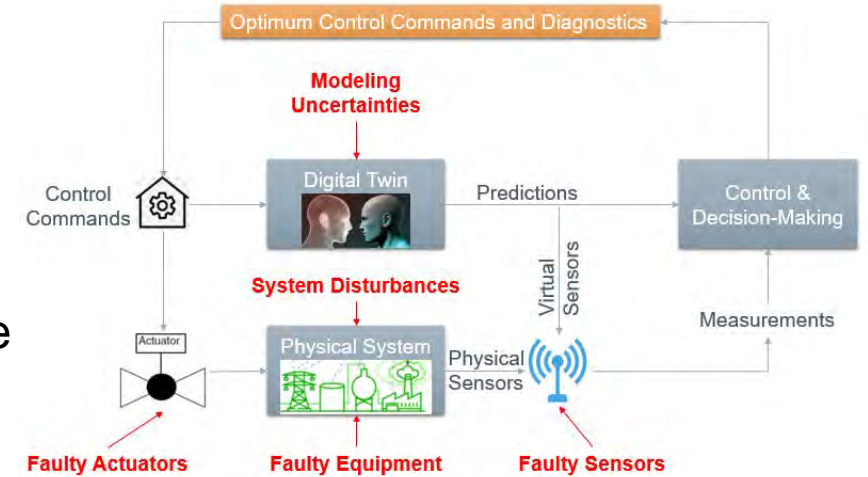 Optimum Control Commands and Diagnostics
Modeling
Uncertainties
Digital Twin
Control
Commands
Predictions
Control &
Decision-Making
Virtual
Sensors
System Disturbances
Measurements
e
Actuator
Physical System
Physical
Sensors
Faulty Actuators
Faulty Equipment
Faulty Sensors